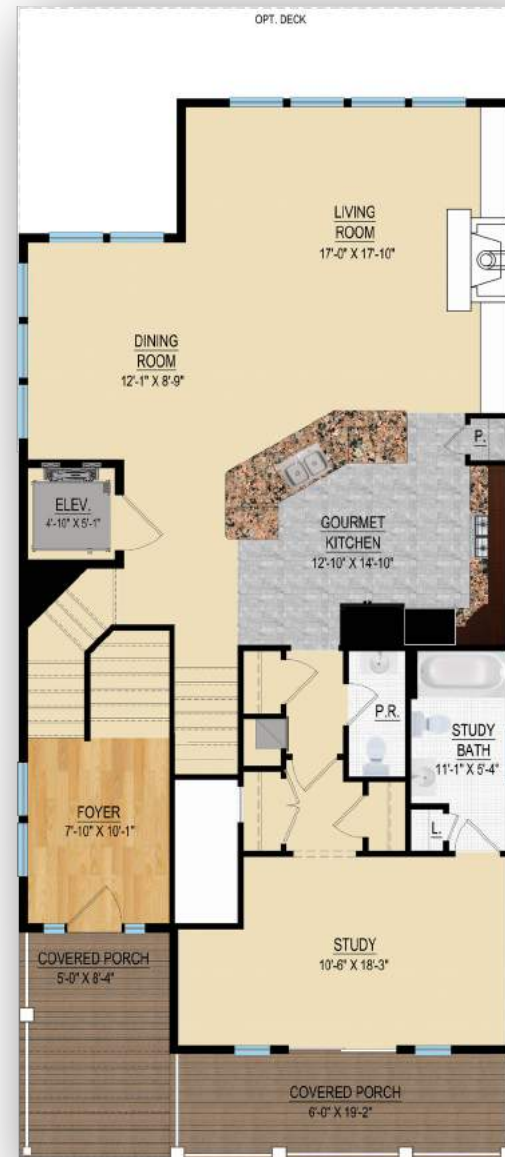 OPT. DECK
LIVING
ROOM
17'-0" X 17'-10"
DINING
ROOM
12'-1" X 8'-9"
P.
ELEV.
4'-10" X 5'-1"
GOURMET
KITCHEN
12'-10" X 14'-10"
P.R.
STUDY
BATH
11'-1" X 5'-4"
FOYER
7'-10" X 10'-1"
L.
STUDY
10'-6" X 18'-3"
COVERED PORCH
5'-0" X 8'-4"
COVERED PORCH
6'-0" X 19'-2"